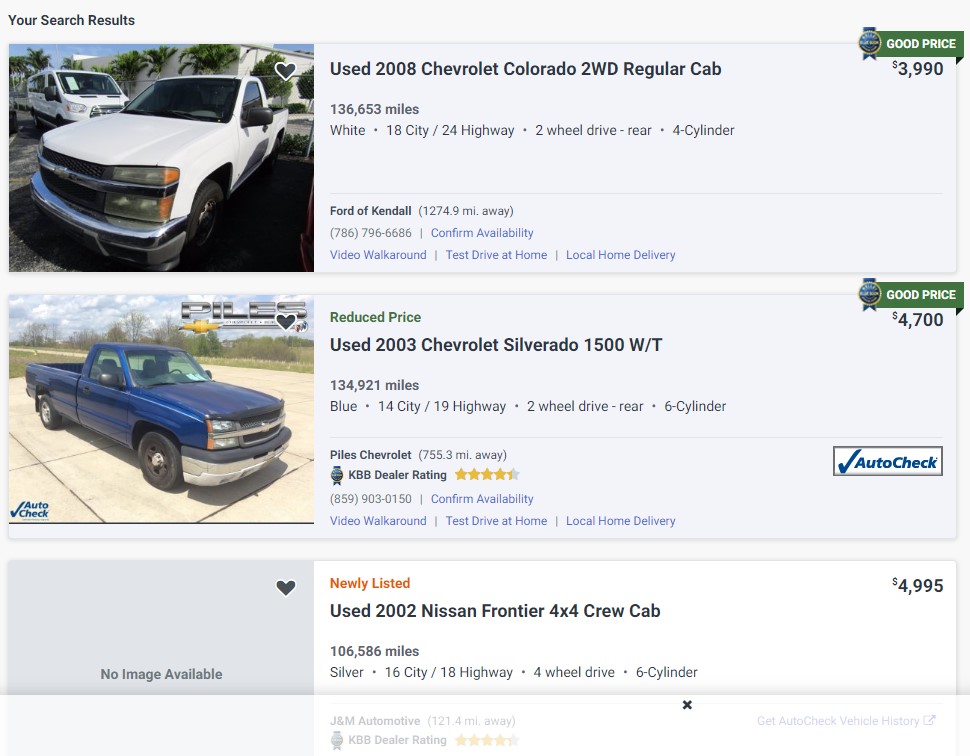 Your Search Results
GOOD PRICE
Used 2008 Chevrolet Colorado 2WD Regular Cab
$3,990
136,653 miles
White • 18 City / 24 Highway • 2 wheel drive - rear • 4-Cylinder
Ford of Kendall (1274.9 mi. away)
(786) 796-6686 | Confirm Availability
Video Walkaround | Test Drive at Home | Local Home Delivery
GOOD PRICE
PILES
Reduced Price
$4,700
Used 2003 Chevrolet Silverado 1500 W/T
134,921 miles
Blue • 14 City / 19 Highway • 2 wheel drive - rear • 6-Cylinder
Piles Chevrolet (755.3 mi. away)
AutoCheck
KBB Dealer Rating
(859) 903-0150 | Confirm Availability
Auto
Check
Video Walkaround | Test Drive at Home | Local Home Delivery
Newly Listed
$4,995
Used 2002 Nissan Frontier 4x4 Crew Cab
106,586 miles
No Image Available
Silver • 16 City / 18 Highway • 4 wheel drive • 6-Cylinder
J&M Automotive (121.4 mi. away)
Get AutoCheck Vehicle History
KBB Dealer Rating